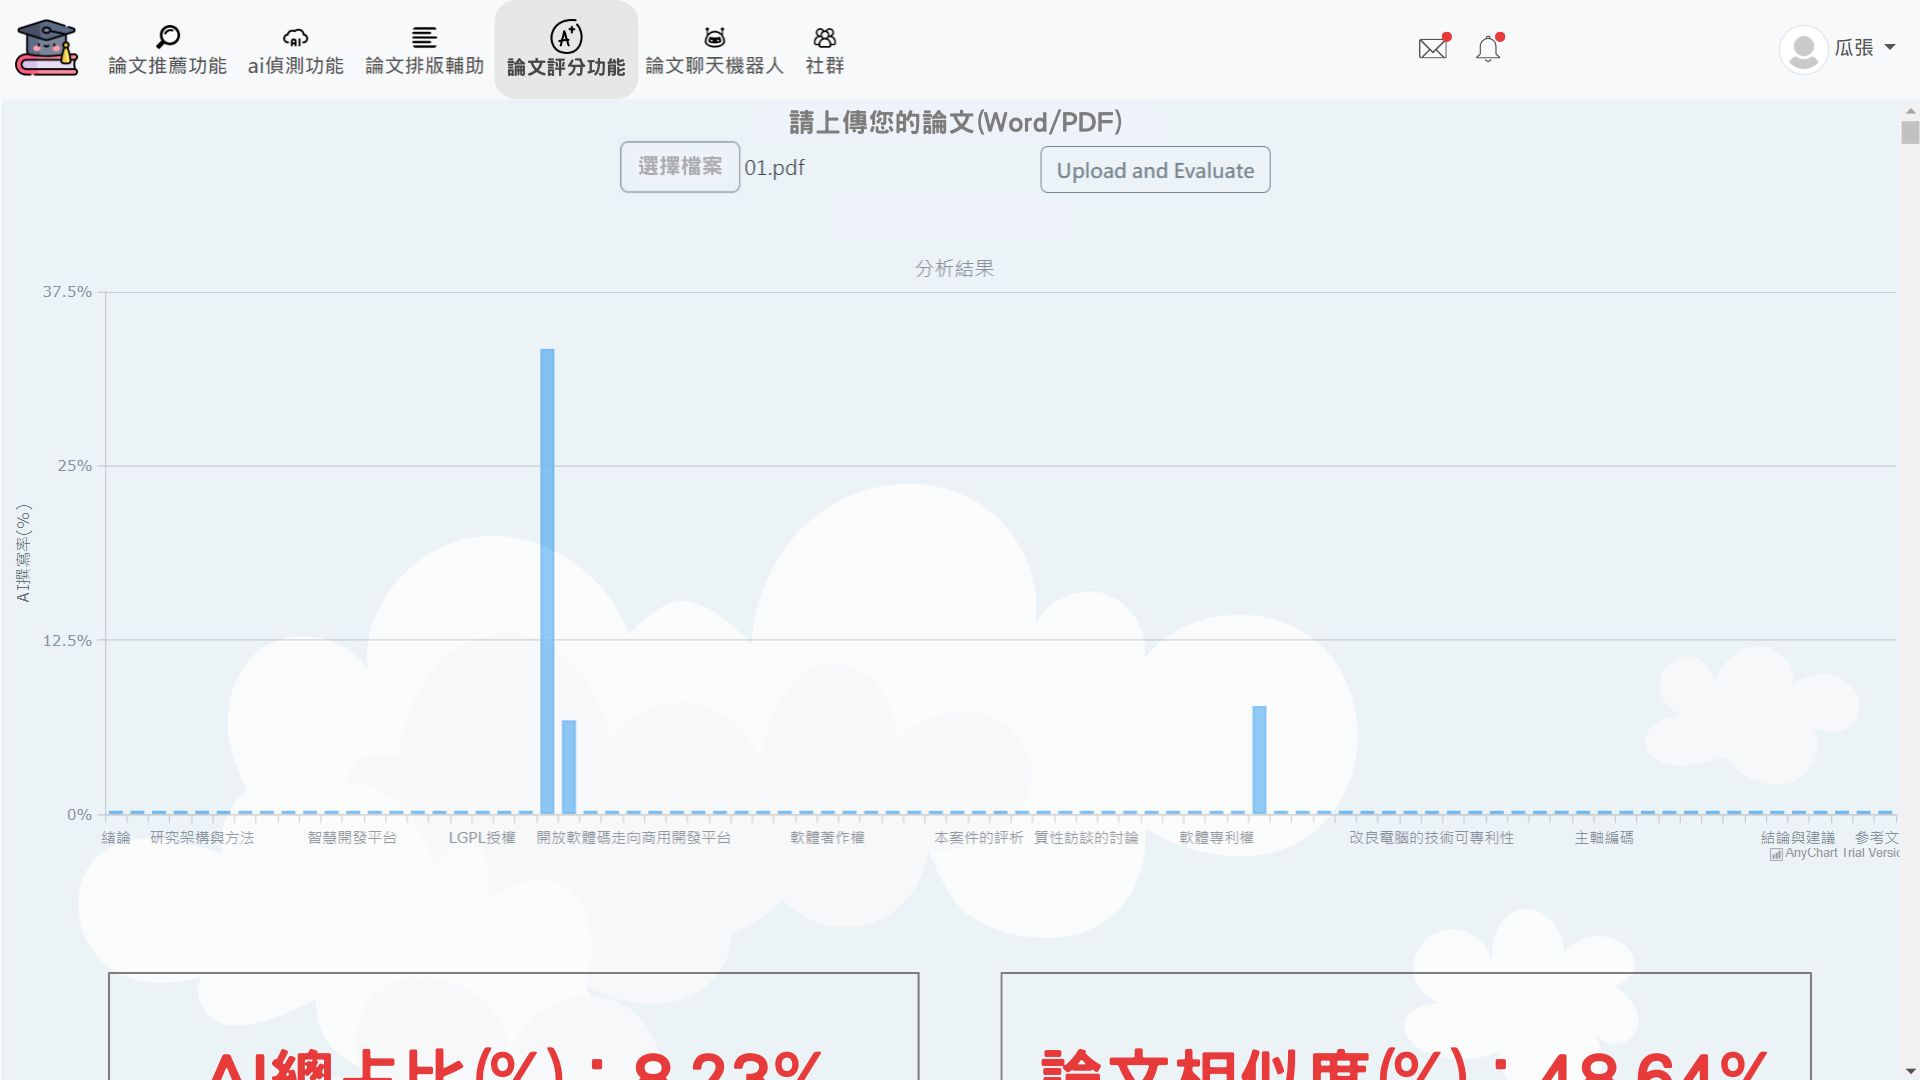 論文推薦功能
ai偵測功能
論文排版輔助
論文評分功能
論文聊天機器人
社群
瓜張
請上傳您的論文(Word/PDF)
選擇檔案 01.pdf
Upload and Evaluate
分析結果
37.5%
25%
12.5%
0%
AI撰寫率(%)
緒論
研究架構與方法
智慧開發平台
LGPL授權
開放軟體碼走向商用開發平台
軟體著作權
本案件的評析
質性訪談的討論
軟體專利權
改良電腦的技術可專利性
主軸編碼
結論與建議
參考文
AnyChart Trial Versio
AI總占比(%)：8.23%
論文相似度(%)：48.64%